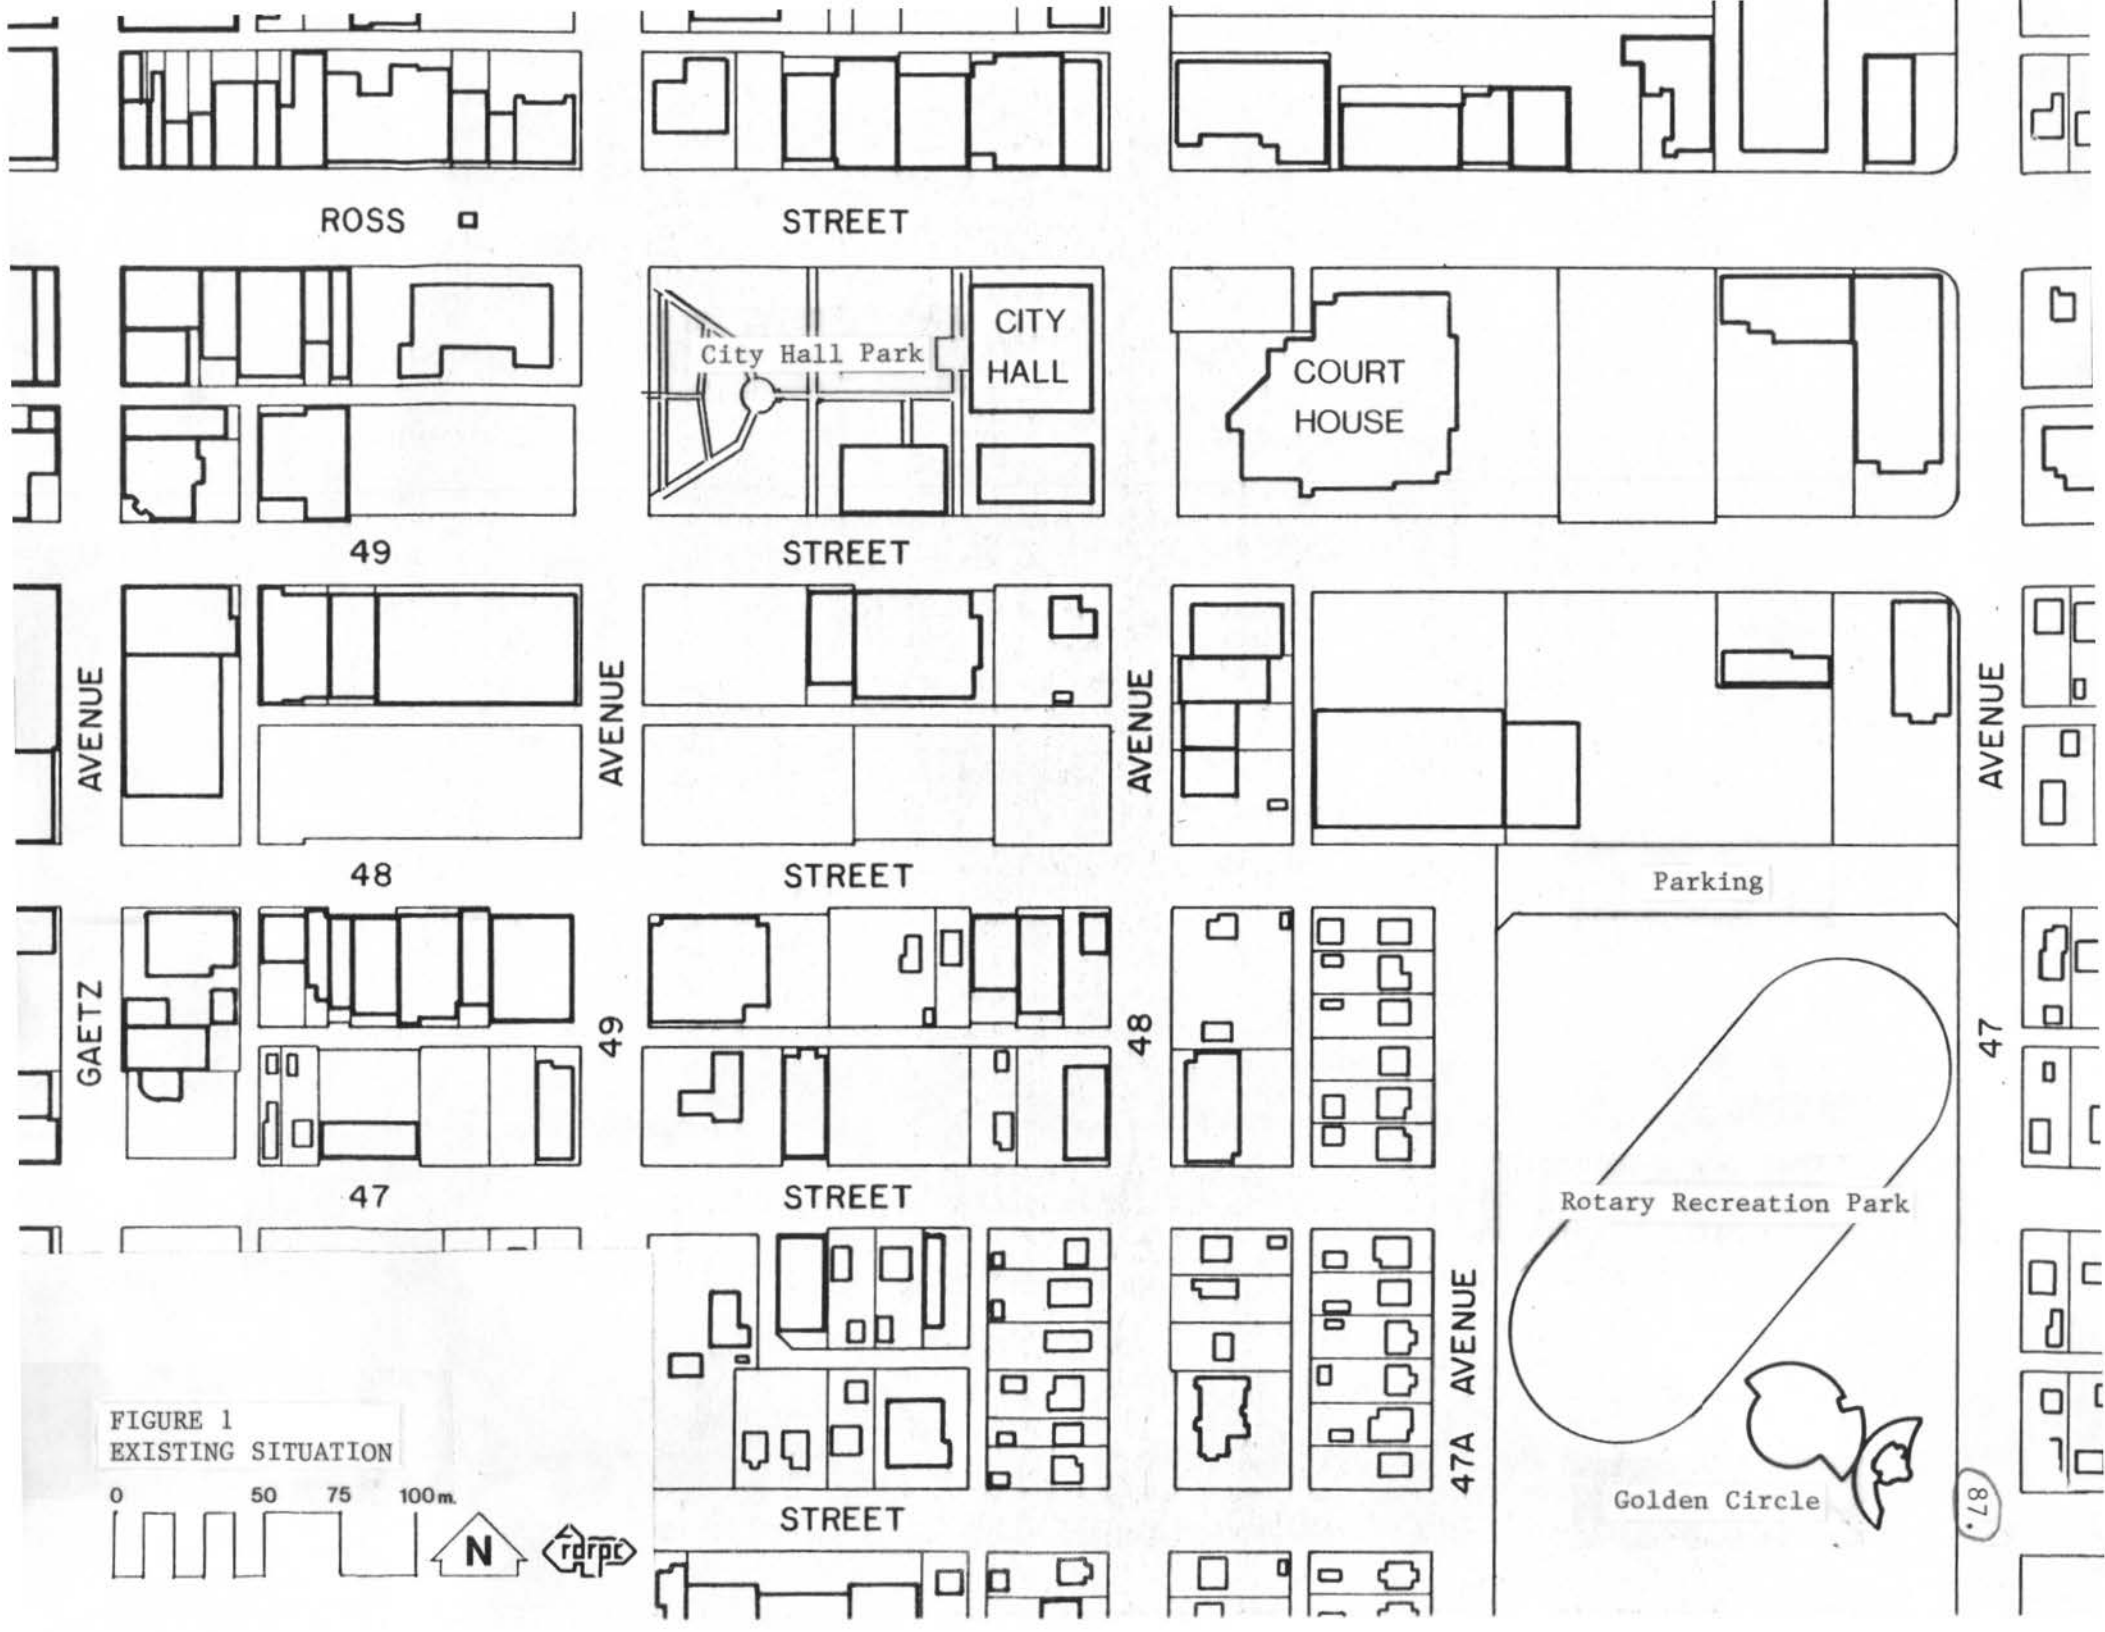 ROSS STREET
City Hall Park
CITY
HALL
COURT
HOUSE
49 STREET
AVENUE
AVENUE
AVENUE
AVENUE
48 STREET
Parking
GAETZ
49
48
47
47 STREET
Rotary Recreation Park
47A AVENUE
FIGURE 1
EXISTING SITUATION
0 50 75 100m.
N
rdrpc
STREET
Golden Circle
87.